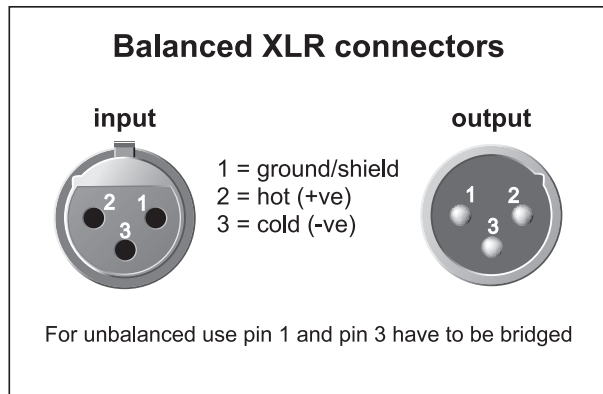 Balanced XLR connectors
input
output
1 = ground/shield
2 = hot (+ve)
3 = cold (-ve)
2 1
3
1 2
3
For unbalanced use pin 1 and pin 3 have to be bridged